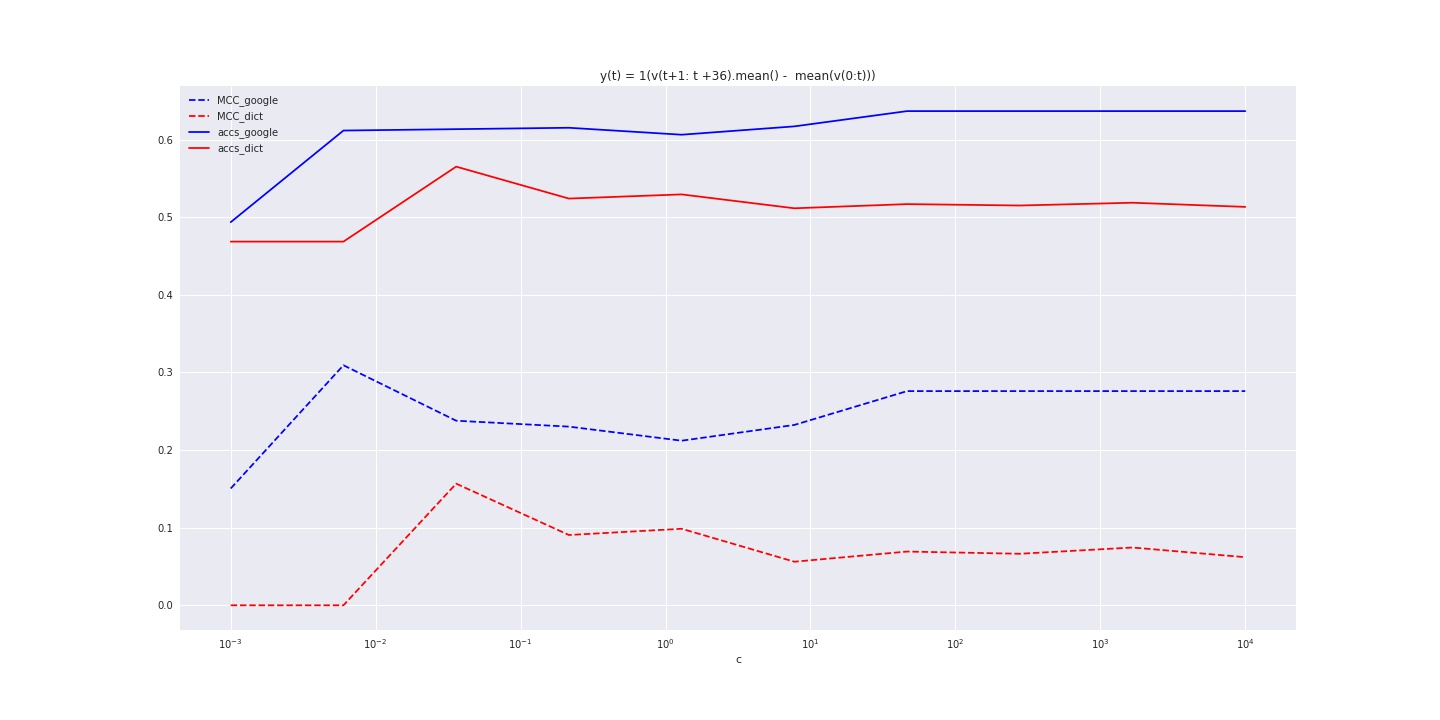 y(t) = 1(v(t+1: t +36).mean() -  mean(v(0:t)))
MCC_google
MCC_dict
accs_google
accs_dict
0.6
0.5
0.4
0.3
0.2
0.1
0.0
10⁻³ 10⁻² 10⁻¹ 10⁰ 10¹ 10² 10³ 10⁴
c